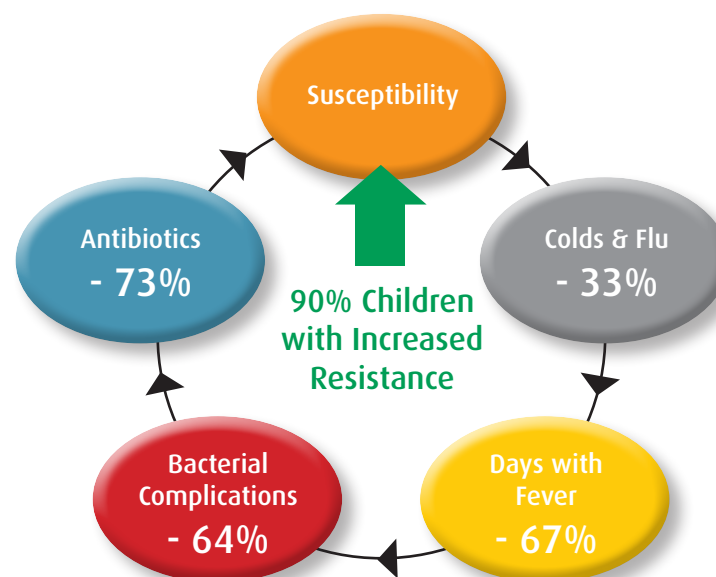 Susceptibility
Colds & Flu
- 33%
Days with
Fever
- 67%
Bacterial
Complications
- 64%
Antibiotics
- 73%
90% Children
with Increased
Resistance